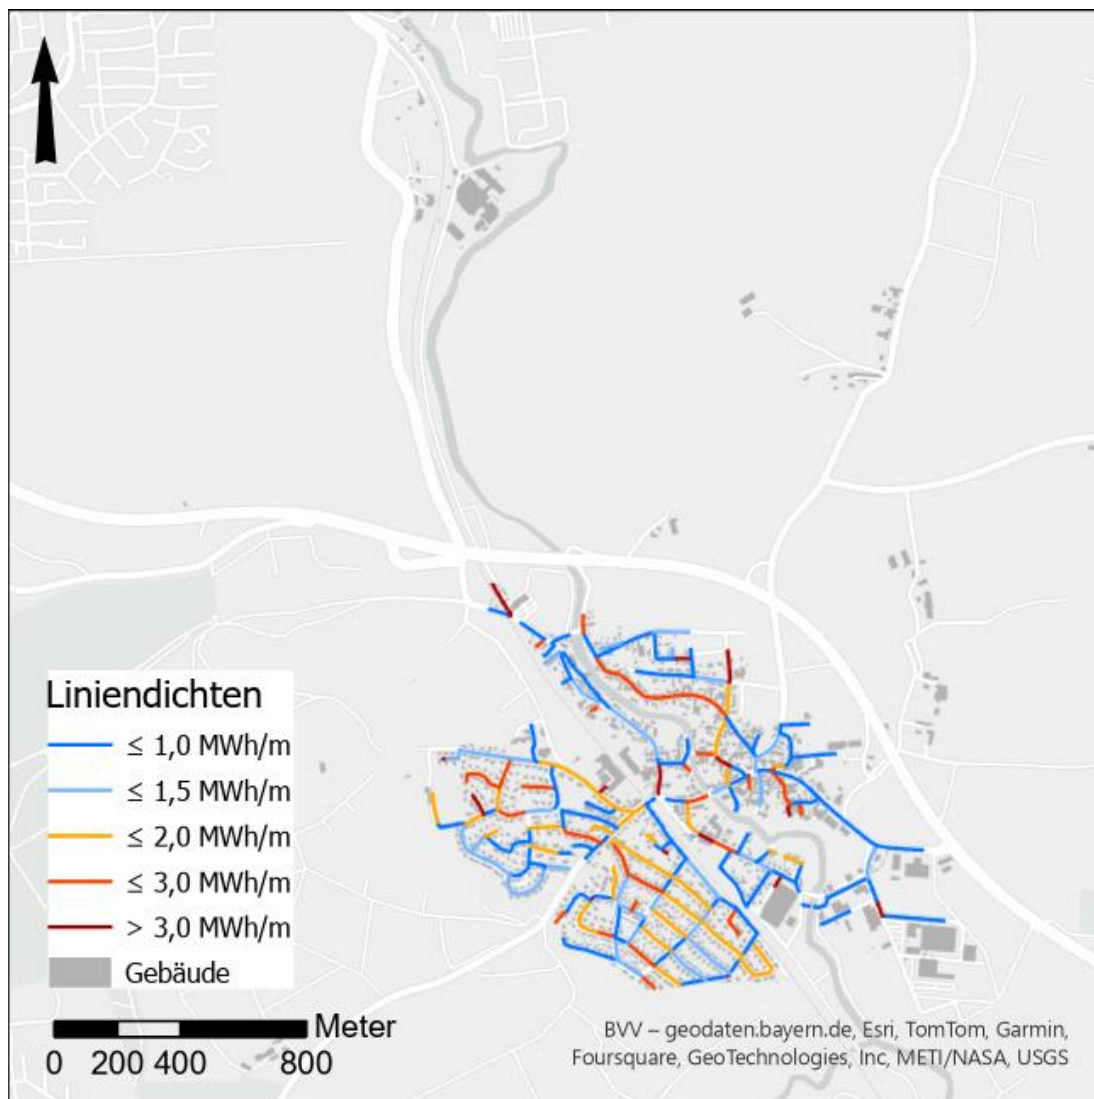 Liniendichten
≤ 1,0 MWh/m
≤ 1,5 MWh/m
≤ 2,0 MWh/m
≤ 3,0 MWh/m
> 3,0 MWh/m
Gebäude
Meter
0 200 400 800
BVV – geodaten.bayern.de, Esri, TomTom, Garmin,
Foursquare, GeoTechnologies, Inc, METI/NASA, USGS